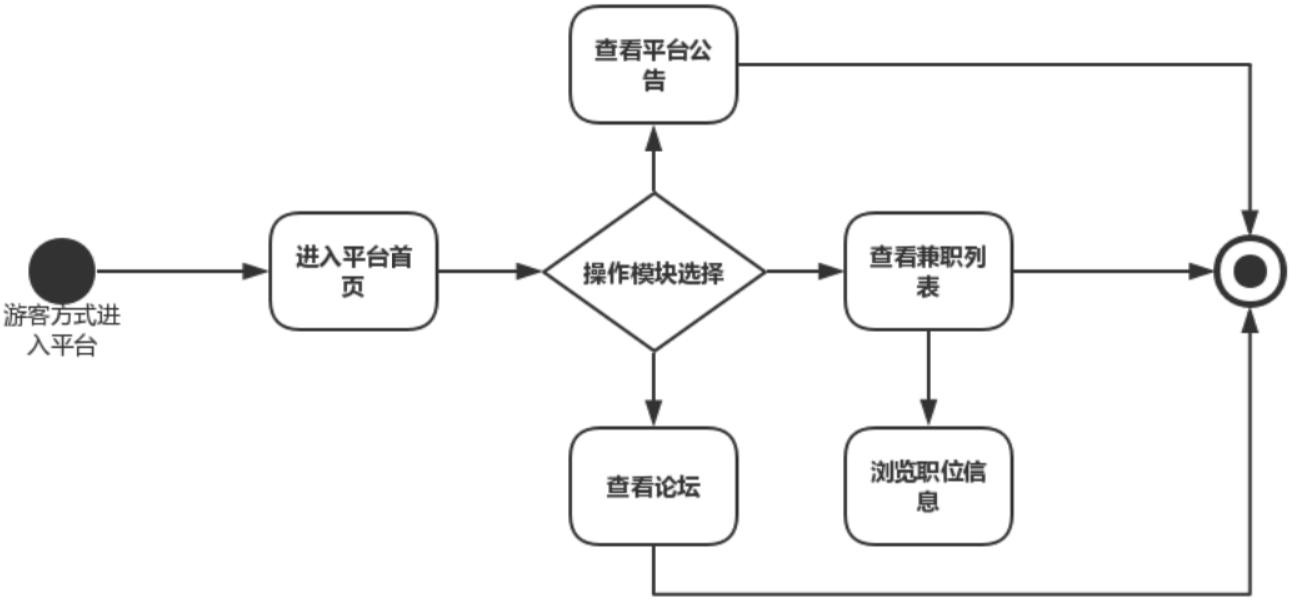 查看平台公
告
游客方式进
入平台
进入平台首
页
操作模块选择
查看兼职列
表
查看论坛
浏览职位信
息